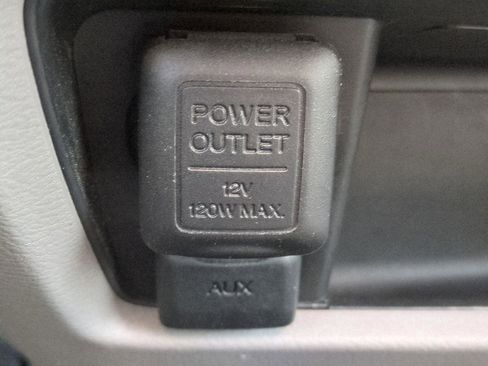 POWER
OUTLET
12V
120W MAX.
AUX